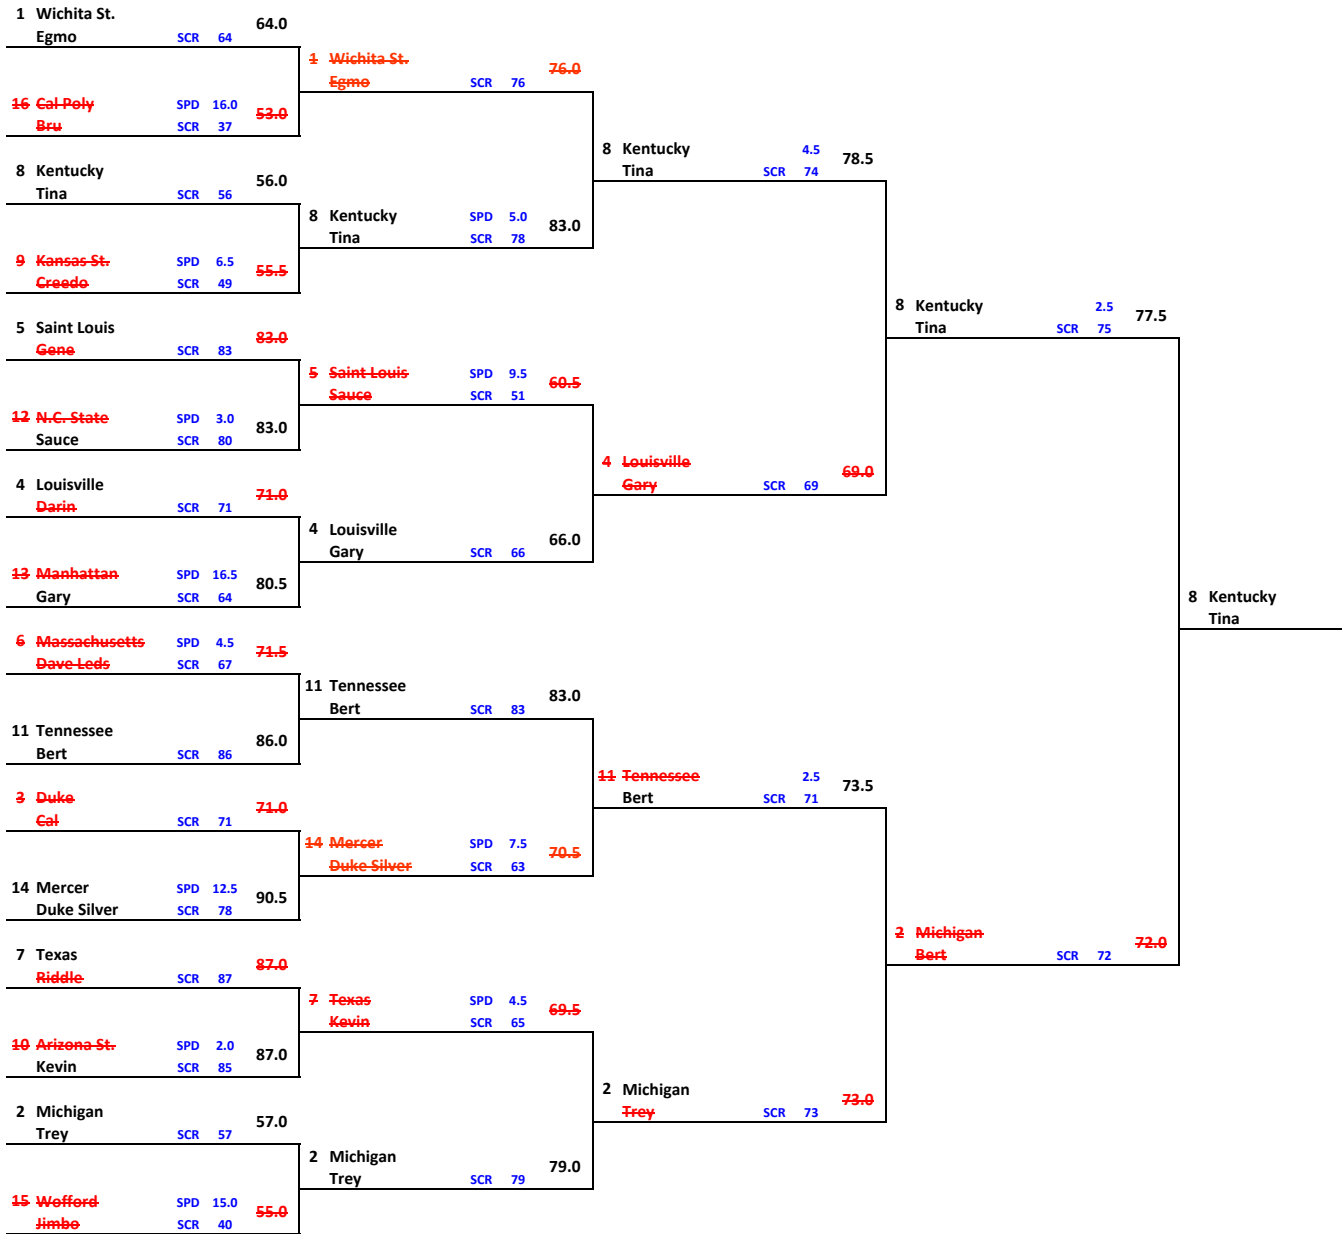 1 Wichita St. 64.0
Egmo SCR 64
16 Cal Poly SPD 16.0 53.0
Bru SCR 37
8 Kentucky 56.0
Tina SCR 56
9 Kansas St. SPD 6.5 55.5
Creedo SCR 49
5 Saint Louis 83.0
Gene SCR 83
12 N.C. State SPD 3.0 83.0
Sauce SCR 80
4 Louisville 71.0
Darin SCR 71
13 Manhattan SPD 16.5 80.5
Gary SCR 64
6 Massachusetts SPD 4.5 71.5
Dave Leds SCR 67
11 Tennessee 86.0
Bert SCR 86
3 Duke 71.0
Cal SCR 71
14 Mercer SPD 12.5 90.5
Duke Silver SCR 78
7 Texas 87.0
Riddle SCR 87
10 Arizona St. SPD 2.0 87.0
Kevin SCR 85
2 Michigan 57.0
Trey SCR 57
15 Wofford SPD 15.0 55.0
Jimbo SCR 40
1 Wichita St. 76.0
Egmo SCR 76
8 Kentucky SPD 5.0 83.0
Tina SCR 78
5 Saint Louis SPD 9.5 60.5
Sauce SCR 51
4 Louisville 66.0
Gary SCR 66
11 Tennessee 83.0
Bert SCR 83
14 Mercer SPD 7.5 70.5
Duke Silver SCR 63
7 Texas SPD 4.5 69.5
Kevin SCR 65
2 Michigan 79.0
Trey SCR 79
8 Kentucky 4.5 78.5
Tina SCR 74
4 Louisville 69.0
Gary SCR 69
11 Tennessee 2.5 73.5
Bert SCR 71
2 Michigan 73.0
Trey SCR 73
8 Kentucky 2.5 77.5
Tina SCR 75
2 Michigan 72.0
Bert SCR 72
8 Kentucky
Tina